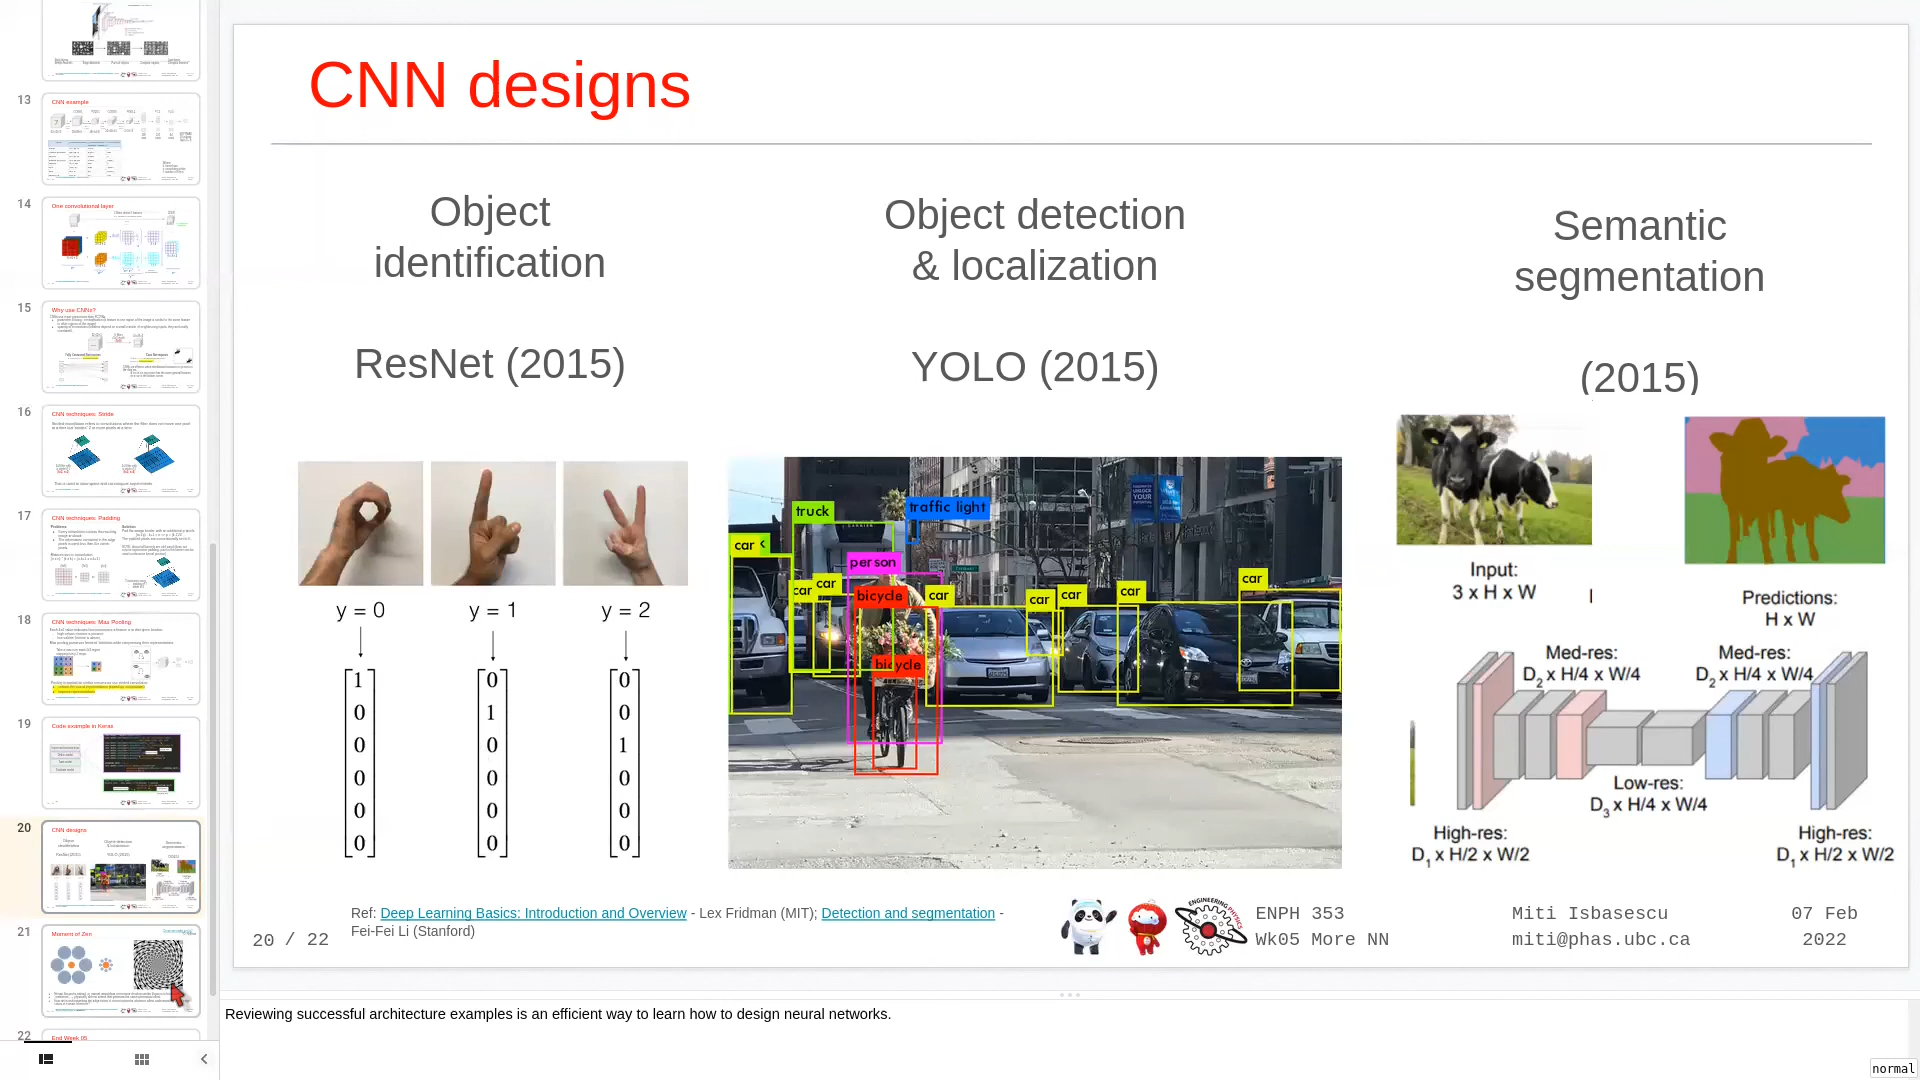 13
CNN example
14
One convolutional layer
15
Why use CNNs?
16
CNN techniques: Stride
17
CNN techniques: Padding
18
CNN techniques: Max Pooling
19
Code example in Keras
20
CNN designs
21
Moment of Zen
22
End Week 05
CNN designs
Object
identification
ResNet (2015)
Object detection
& localization
YOLO (2015)
Semantic
segmentation
(2015)
y = 0
y = 1
y = 2
1 0 0
0 1 0
0 0 1
0 0 0
0 0 0
0 0 0
truck
traffic light
car
person
car
car
bicycle
car
car
car
car
car
bicycle
UNLOCK
YOUR
Input:
3 x H x W
Predictions:
H x W
Med-res:
D2 x H/4 x W/4
Med-res:
D2 x H/4 x W/4
Low-res:
D3 x H/4 x W/4
High-res:
D1 x H/2 x W/2
High-res:
D1 x H/2 x W/2
Ref: Deep Learning Basics: Introduction and Overview - Lex Fridman (MIT); Detection and segmentation -
Fei-Fei Li (Stanford)
20 / 22
ENGINEERING PHYSICS
ENPH 353
Wk05 More NN
Miti Isbasescu
miti@phas.ubc.ca
07 Feb
2022
Reviewing successful architecture examples is an efficient way to learn how to design neural networks.
normal